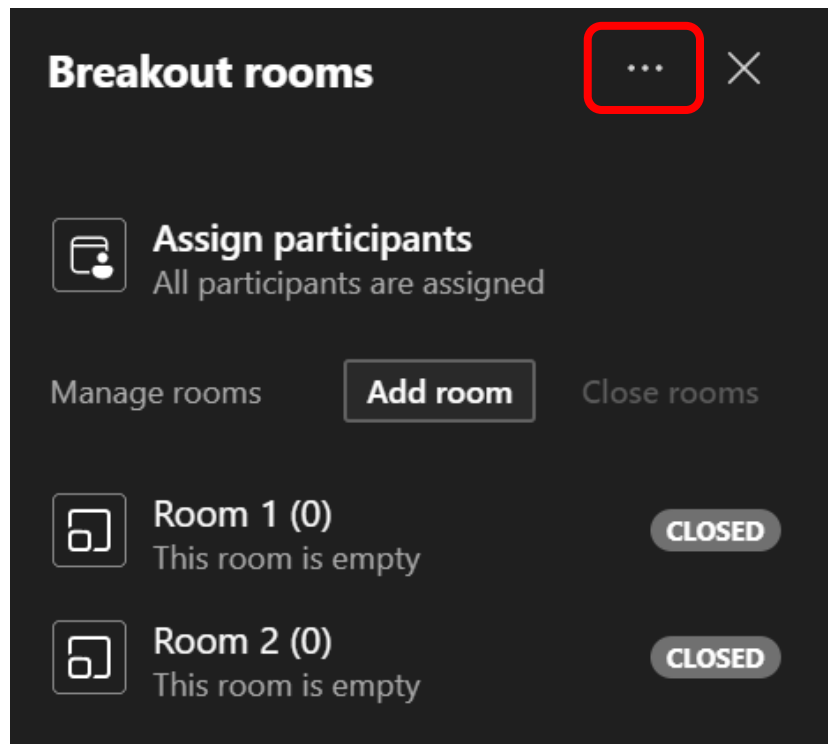 Breakout rooms
Assign participants
All participants are assigned
Manage rooms Add room Close rooms
Room 1 (0)
This room is empty
CLOSED
Room 2 (0)
This room is empty
CLOSED